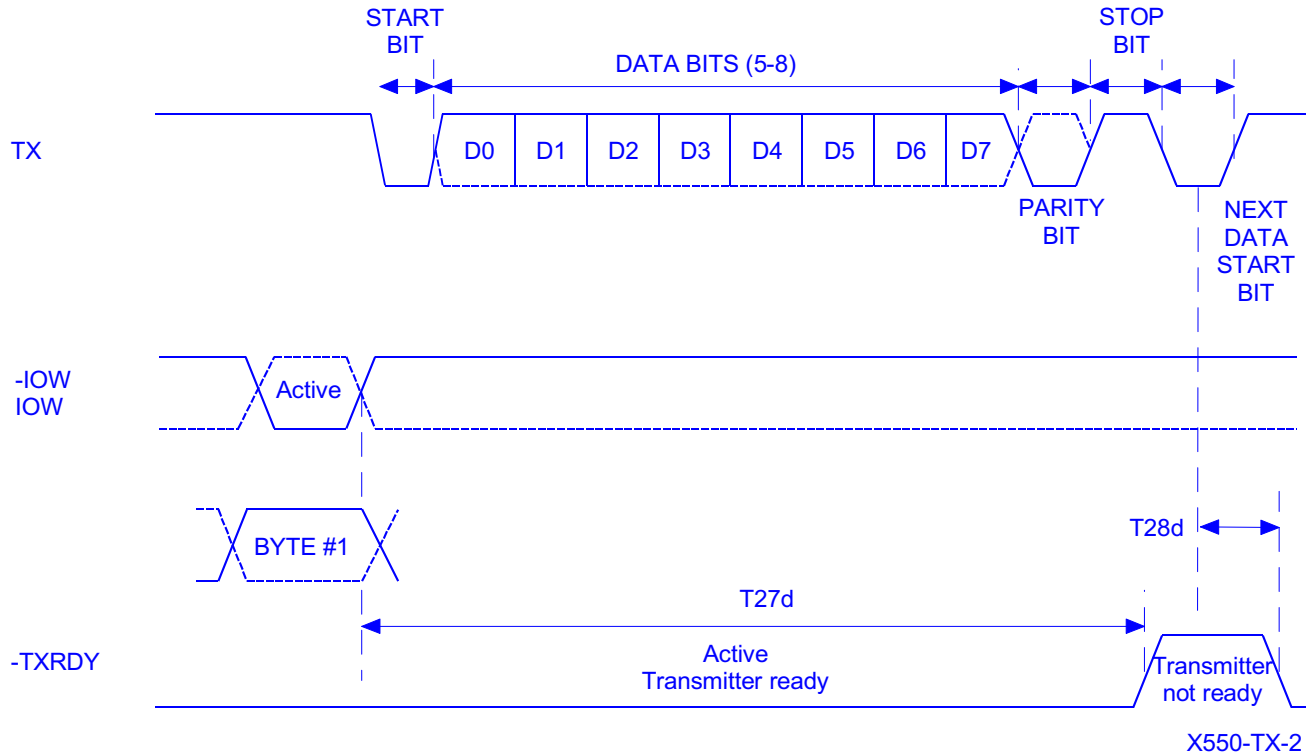 START
BIT
STOP
BIT
DATA BITS (5-8)
TX
D0 D1 D2 D3 D4 D5 D6 D7
PARITY
BIT
NEXT
DATA
START
BIT
-IOW
IOW
Active
BYTE #1
T28d
T27d
-TXRDY
Active
Transmitter ready
Transmitter
not ready
X550-TX-2